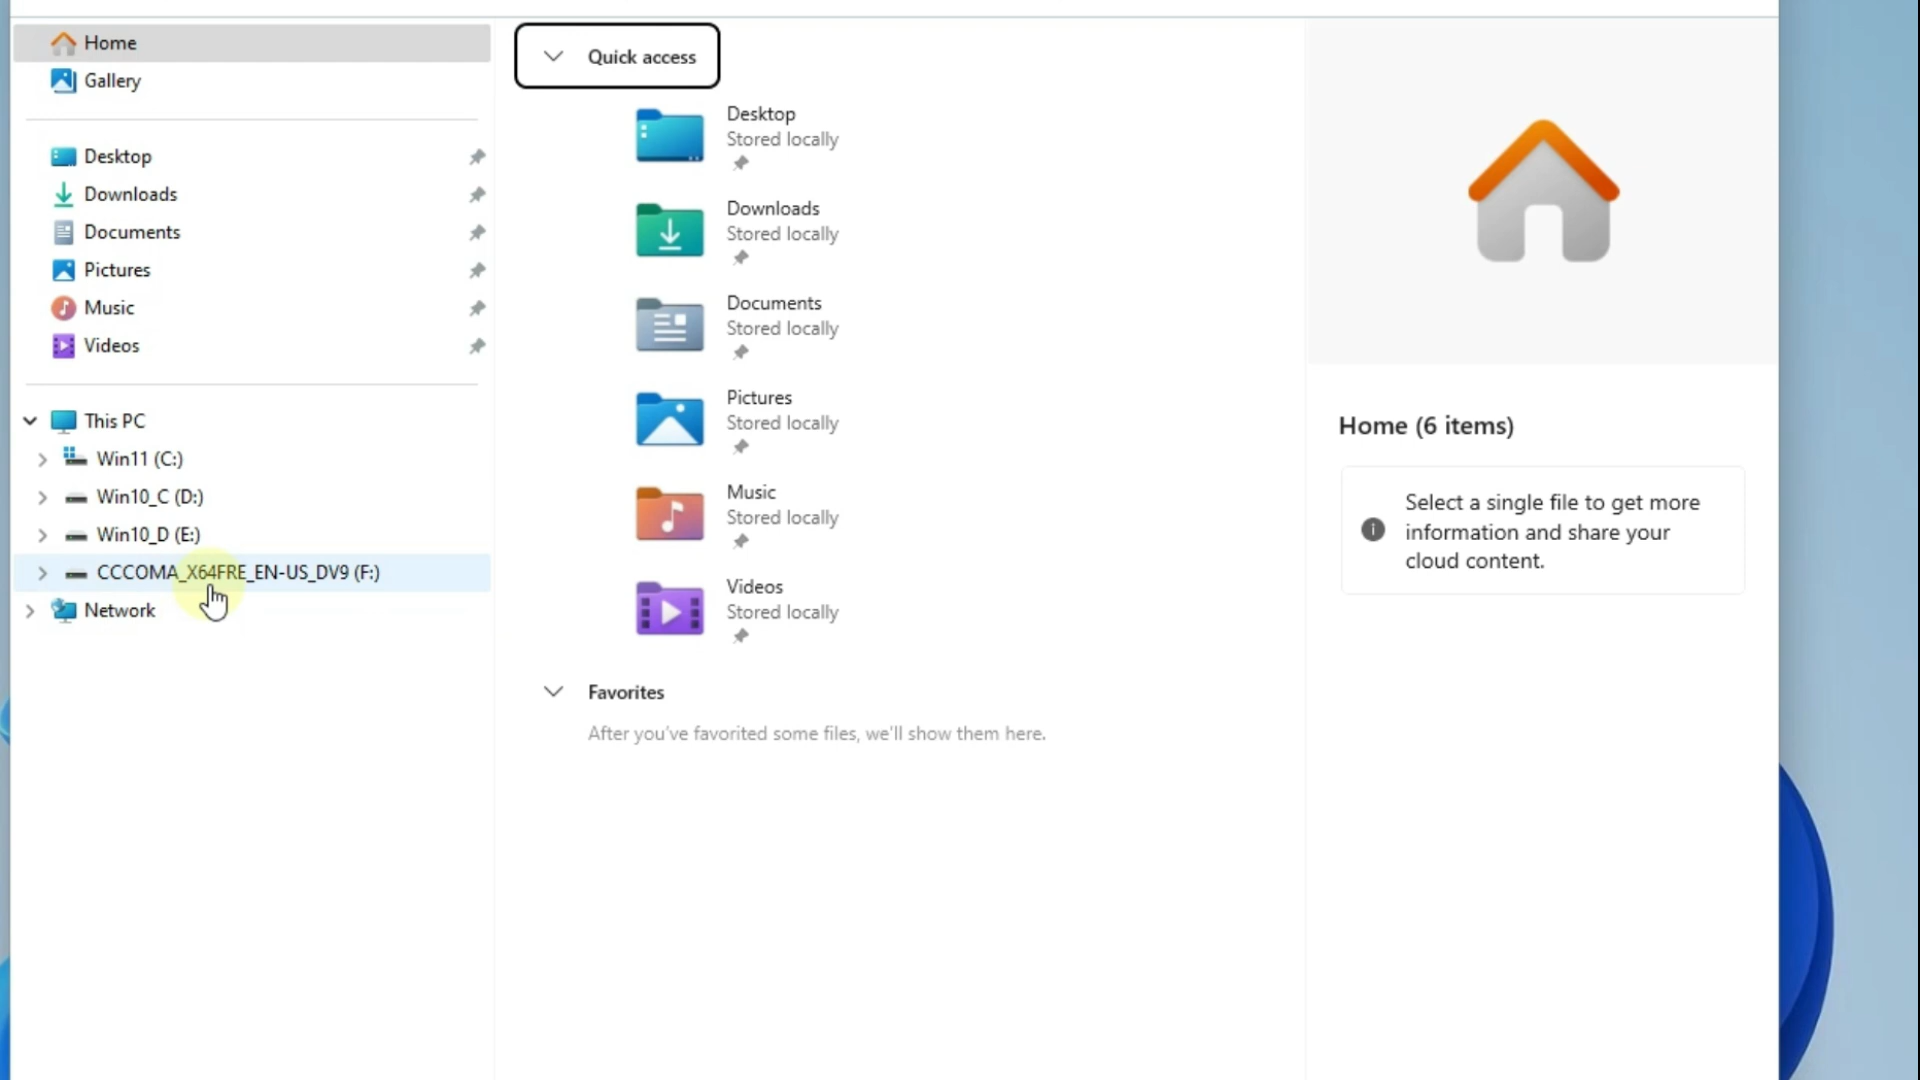 Home
Gallery
Desktop
Downloads
Documents
Pictures
Music
Videos
This PC
Win11 (C:)
Win10_C (D:)
Win10_D (E:)
CCCOMA_X64FRE_EN-US_DV9 (F:)
Network
Quick access
Desktop
Stored locally
Downloads
Stored locally
Documents
Stored locally
Pictures
Stored locally
Music
Stored locally
Videos
Stored locally
Favorites
After you've favorited some files, we'll show them here.
Home (6 items)
Select a single file to get more
information and share your
cloud content.